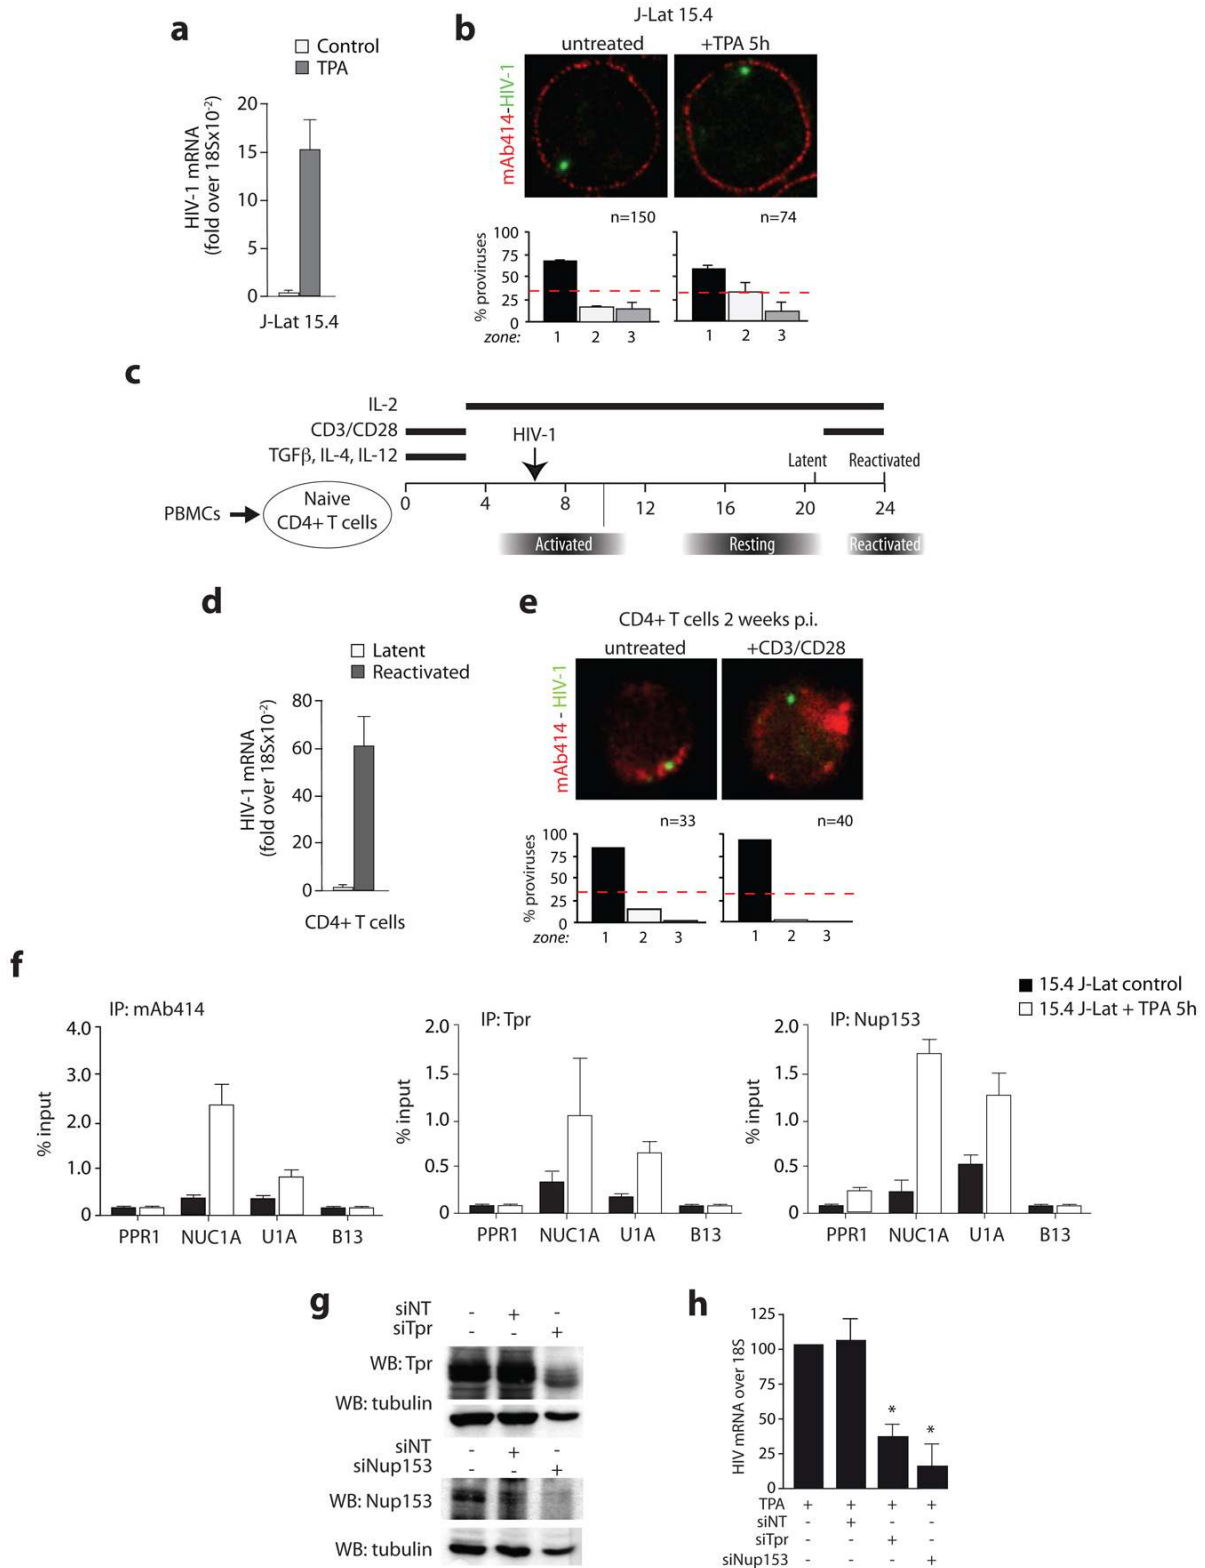 a
Control
TPA
HIV-1 mRNA
(fold over 18Sx10-2)
20
15
10
5
0
J-Lat 15.4
b
J-Lat 15.4
untreated
+TPA 5h
mAb414-HIV-1
n=150
n=74
% proviruses
100
75
50
25
0
zone: 1 2 3
1 2 3
c
IL-2
CD3/CD28
TGFβ, IL-4, IL-12
HIV-1
Latent
Reactivated
PBMCs
Naive
CD4+ T cells
0 4 8 12 16 20 24
Activated
Resting
Reactivated
d
Latent
Reactivated
HIV-1 mRNA
(fold over 18Sx10-2)
80
60
40
20
0
CD4+ T cells
e
CD4+ T cells 2 weeks p.i.
untreated
+CD3/CD28
mAb414 - HIV-1
n=33
n=40
% proviruses
100
75
50
25
0
zone: 1 2 3
1 2 3
f
15.4 J-Lat control
15.4 J-Lat + TPA 5h
IP: mAb414
% input
4.0
3.0
2.0
1.0
0
PPR1 NUC1A U1A B13
IP: Tpr
% input
2.0
1.5
1.0
0.5
0
PPR1 NUC1A U1A B13
IP: Nup153
% input
2.0
1.5
1.0
0.5
0
PPR1 NUC1A U1A B13
g
siNT - + -
siTpr - - +
WB: Tpr
WB: tubulin
siNT - + -
siNup153 - - +
WB: Nup153
WB: tubulin
h
HIV mRNA over 18S
125
100
75
50
25
0
* *
TPA + + + +
siNT - + - -
siTpr - - + -
siNup153 - - - +